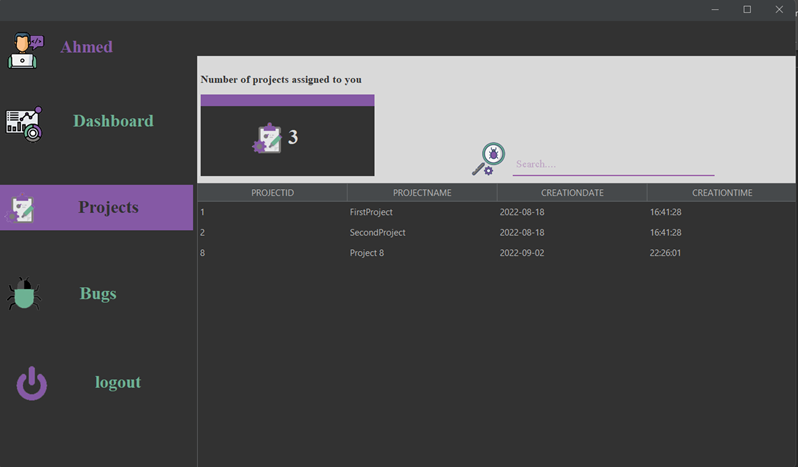 Ahmed
Dashboard
Projects
Bugs
logout
Number of projects assigned to you
3
Search....
PROJECTID PROJECTNAME CREATIONDATE CREATIONTIME
1 FirstProject 2022-08-18 16:41:28
2 SecondProject 2022-08-18 16:41:28
8 Project 8 2022-09-02 22:26:01